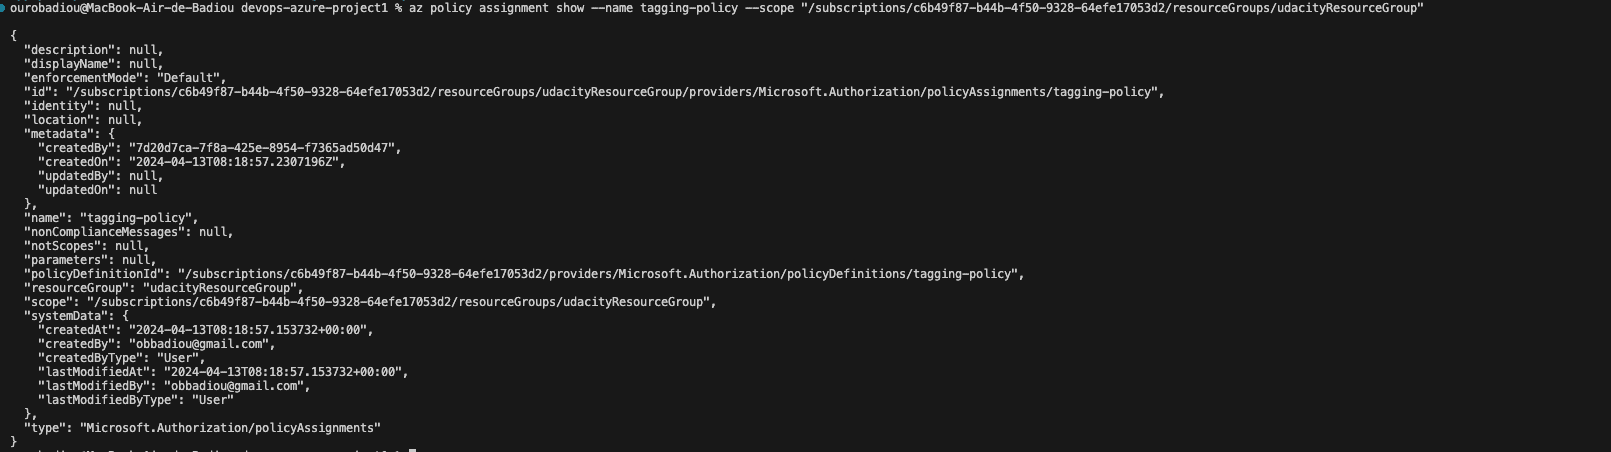 ourobadiou@MacBook-Air-de-Badiou devops-azure-project1 % az policy assignment show --name tagging-policy --scope "/subscriptions/c6b49f87-b44b-4f50-9328-64efe17053d2/resourceGroups/udacityResourceGroup"
{
  "description": null,
  "displayName": null,
  "enforcementMode": "Default",
  "id": "/subscriptions/c6b49f87-b44b-4f50-9328-64efe17053d2/resourceGroups/udacityResourceGroup/providers/Microsoft.Authorization/policyAssignments/tagging-policy",
  "identity": null,
  "location": null,
  "metadata": {
    "createdBy": "7d20d7ca-7f8a-425e-8954-f7365ad50d47",
    "createdOn": "2024-04-13T08:18:57.2307196Z",
    "updatedBy": null,
    "updatedOn": null
  },
  "name": "tagging-policy",
  "nonComplianceMessages": null,
  "notScopes": null,
  "parameters": null,
  "policyDefinitionId": "/subscriptions/c6b49f87-b44b-4f50-9328-64efe17053d2/providers/Microsoft.Authorization/policyDefinitions/tagging-policy",
  "resourceGroup": "udacityResourceGroup",
  "scope": "/subscriptions/c6b49f87-b44b-4f50-9328-64efe17053d2/resourceGroups/udacityResourceGroup",
  "systemData": {
    "createdAt": "2024-04-13T08:18:57.153732+00:00",
    "createdBy": "obbadiou@gmail.com",
    "createdByType": "User",
    "lastModifiedAt": "2024-04-13T08:18:57.153732+00:00",
    "lastModifiedBy": "obbadiou@gmail.com",
    "lastModifiedByType": "User"
  },
  "type": "Microsoft.Authorization/policyAssignments"
}